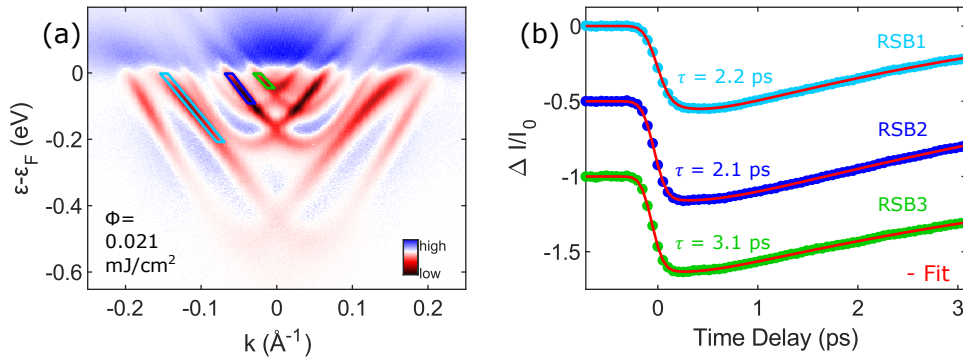 (a)
ε-ε_F (eV)
0
-0.2
-0.4
-0.6
Φ=
0.021
mJ/cm²
high
low
-0.2
-0.1
0
0.1
0.2
k (Å⁻¹)
(b)
Δ I/I₀
0
-0.5
-1
-1.5
RSB1
τ = 2.2 ps
RSB2
τ = 2.1 ps
RSB3
τ = 3.1 ps
- Fit
0
1
2
3
Time Delay (ps)